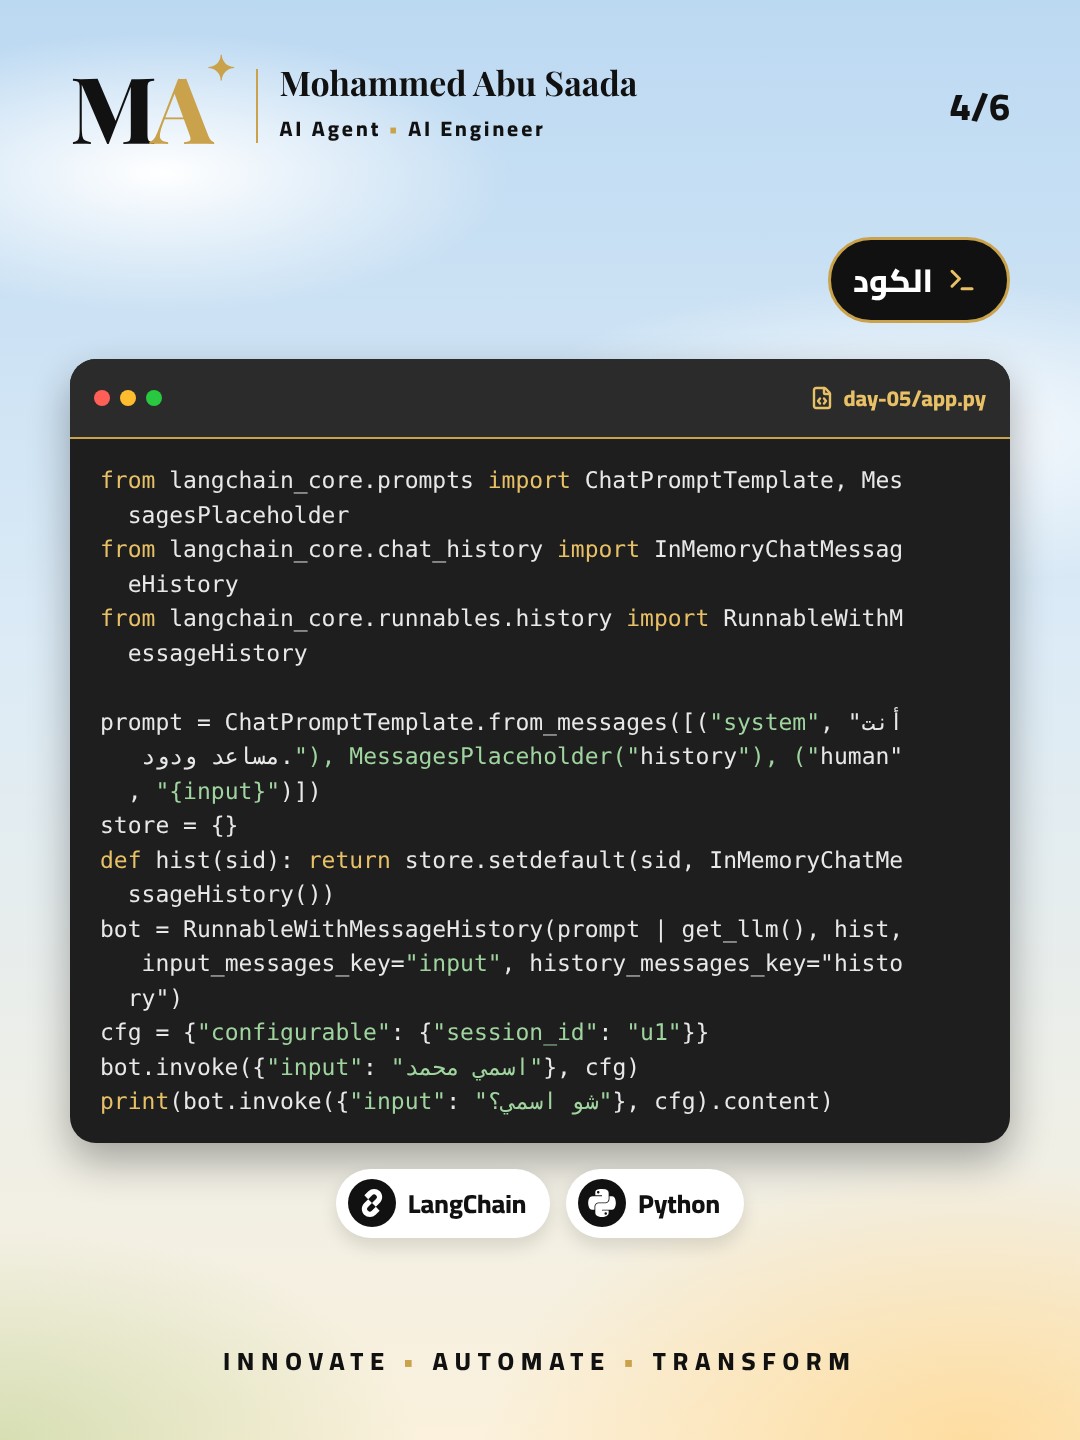 MA
Mohammed Abu Saada
AI Agent ▪ AI Engineer
4/6
الكود
day-05/app.py
from langchain_core.prompts import ChatPromptTemplate, Mes
sagesPlaceholder
from langchain_core.chat_history import InMemoryChatMessag
eHistory
from langchain_core.runnables.history import RunnableWithM
essageHistory
prompt = ChatPromptTemplate.from_messages([("system", "أنت
مساعد ودود."), MessagesPlaceholder("history"), ("human"
, "{input}")])
store = {}
def hist(sid): return store.setdefault(sid, InMemoryChatMe
ssageHistory())
bot = RunnableWithMessageHistory(prompt | get_llm(), hist,
input_messages_key="input", history_messages_key="histo
ry")
cfg = {"configurable": {"session_id": "u1"}}
bot.invoke({"input": "اسمي محمد"}, cfg)
print(bot.invoke({"input": "شو اسمي؟"}, cfg).content)
LangChain
Python
INNOVATE ▪ AUTOMATE ▪ TRANSFORM